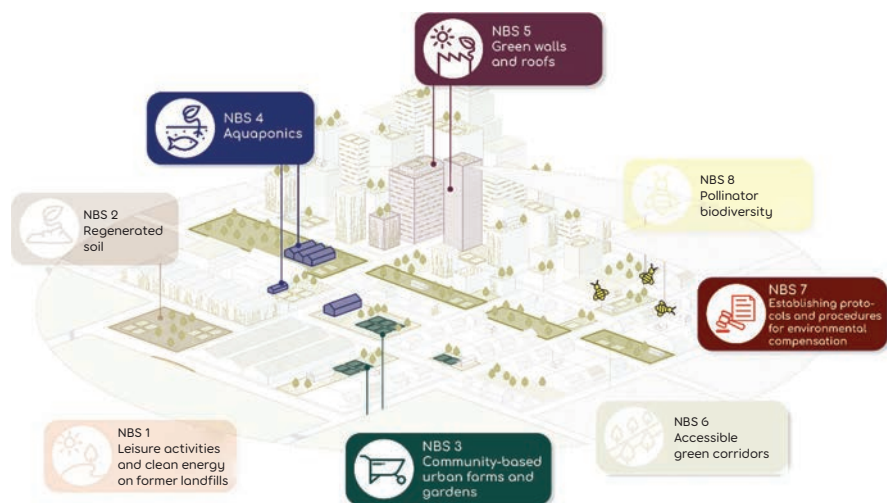 NBS 5
Green walls
and roofs
NBS 4
Aquaponics
NBS 8
Pollinator
biodiversity
NBS 2
Regenerated
soil
NBS 7
Establishing proto-
cols and procedures
for environmental
compensation
NBS 1
Leisure activities
and clean energy
on former landfills
NBS 3
Community-based
urban farms and
gardens
NBS 6
Accessible
green corridors